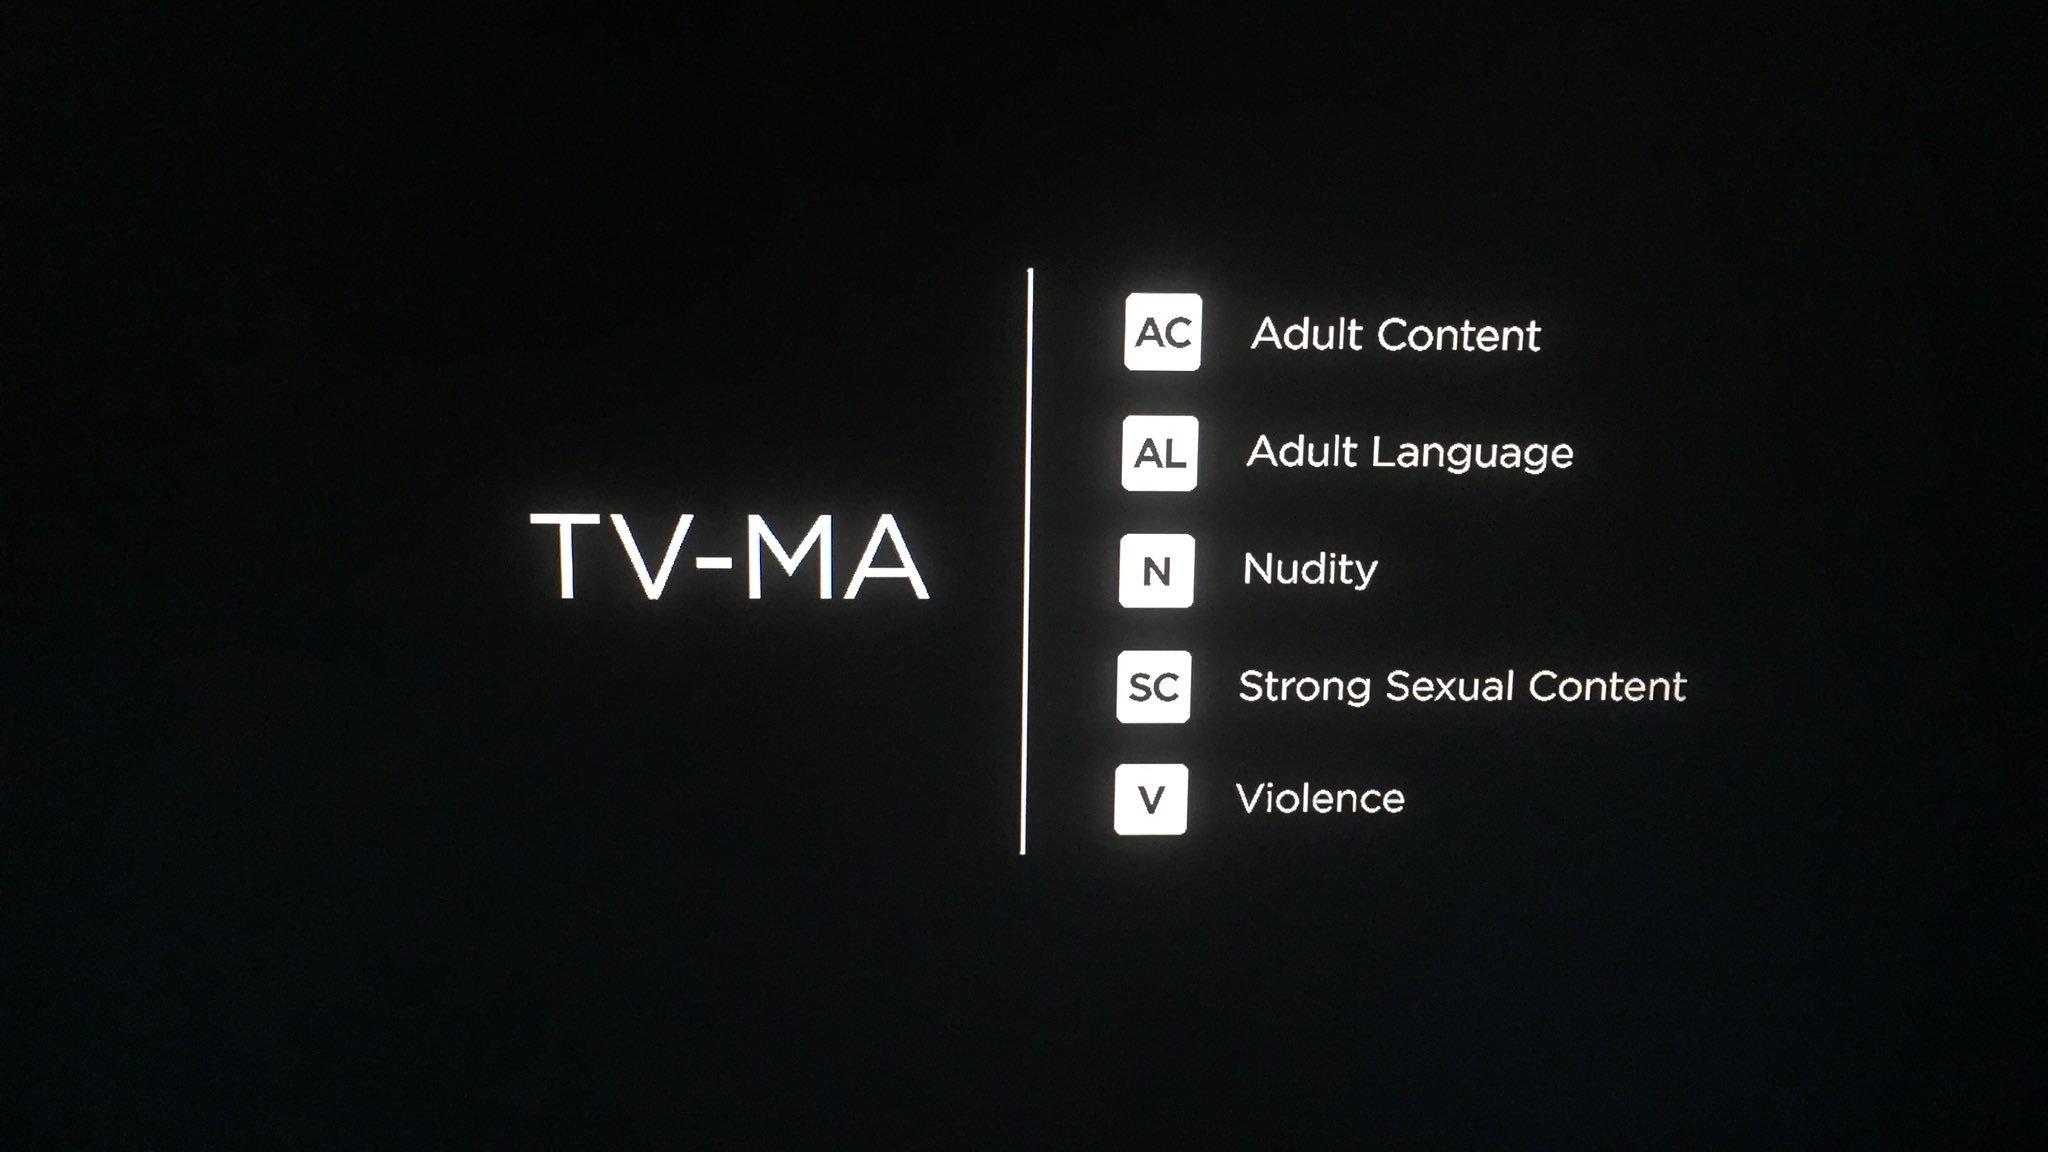 TV-MA
AC Adult Content
AL Adult Language
N Nudity
SC Strong Sexual Content
V Violence